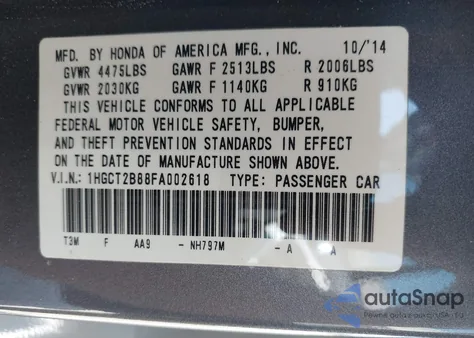 MFD. BY HONDA OF AMERICA MFG., INC. 10/'14
GVWR 4475LBS GAWR F 2513LBS R 2006LBS
GVWR 2030KG GAWR F 1140KG R 910KG
THIS VEHICLE CONFORMS TO ALL APPLICABLE
FEDERAL MOTOR VEHICLE SAFETY, BUMPER,
AND THEFT PREVENTION STANDARDS IN EFFECT
ON THE DATE OF MANUFACTURE SHOWN ABOVE.
V.I.N.: 1HGCT2B88FA002618 TYPE: PASSENGER CAR
T3M F AA9 - NH797M - A A
autoSnap